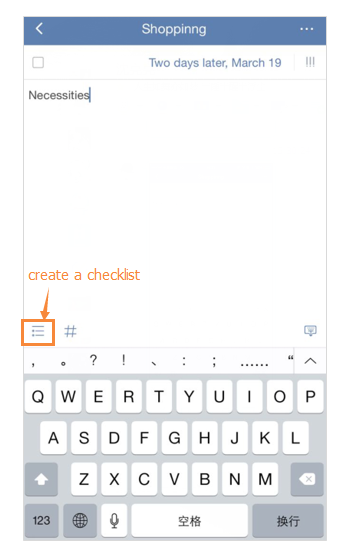 Shoppinng
Two days later, March 19
Necessities
create a checklist
#
, 。 ? ! 、 : ; …… “
Q W E R T Y U I O P
A S D F G H J K L
Z X C V B N M
123 空格 换行